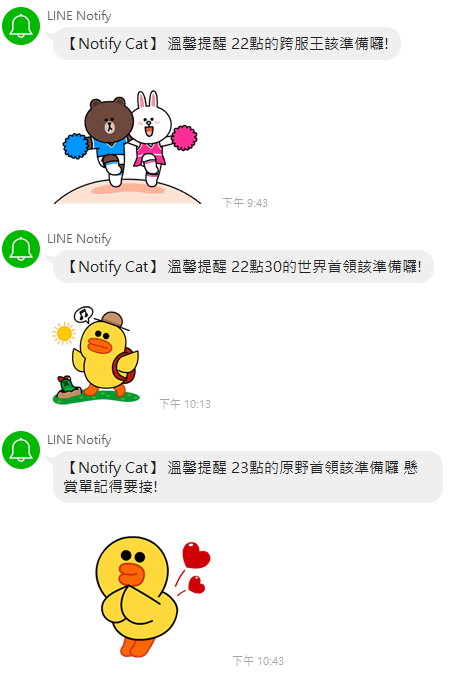 LINE Notify
【Notify Cat】 溫馨提醒 22點的跨服王該準備囉!
下午 9:43
LINE Notify
【Notify Cat】 溫馨提醒 22點30的世界首領該準備囉!
下午 10:13
LINE Notify
【Notify Cat】 溫馨提醒 23點的原野首領該準備囉 懸
賞單記得要接!
下午 10:43